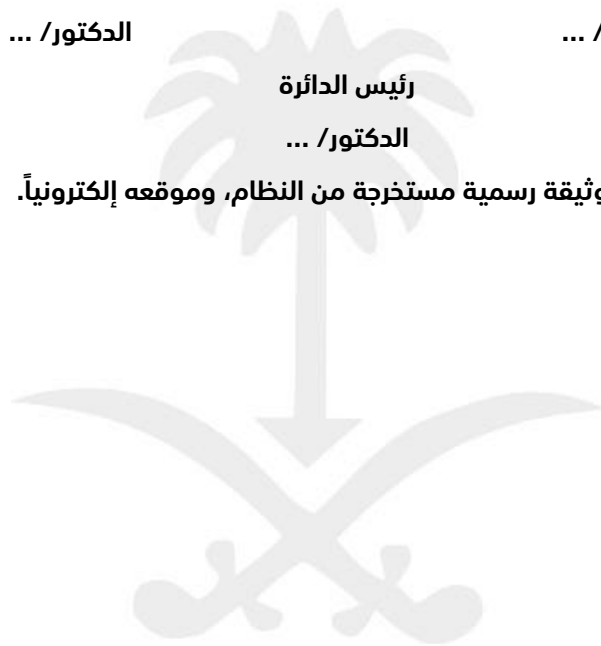 / ... الدكتور/ ...
رئيس الدائرة
الدكتور/ ...
وثيقة رسمية مستخرجة من النظام، وموقعه إلكترونياً.